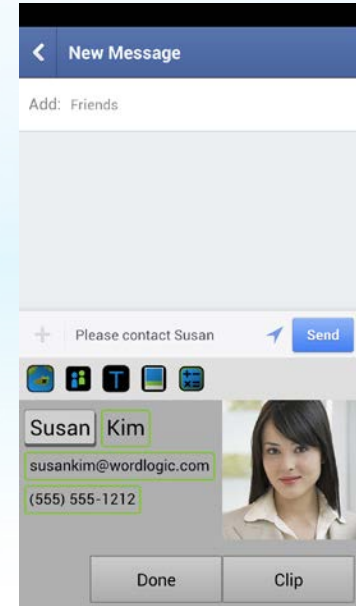 New Message
Add: Friends
Please contact Susan Send
T
Susan Kim
susankim@wordlogic.com
(555) 555-1212
Done Clip